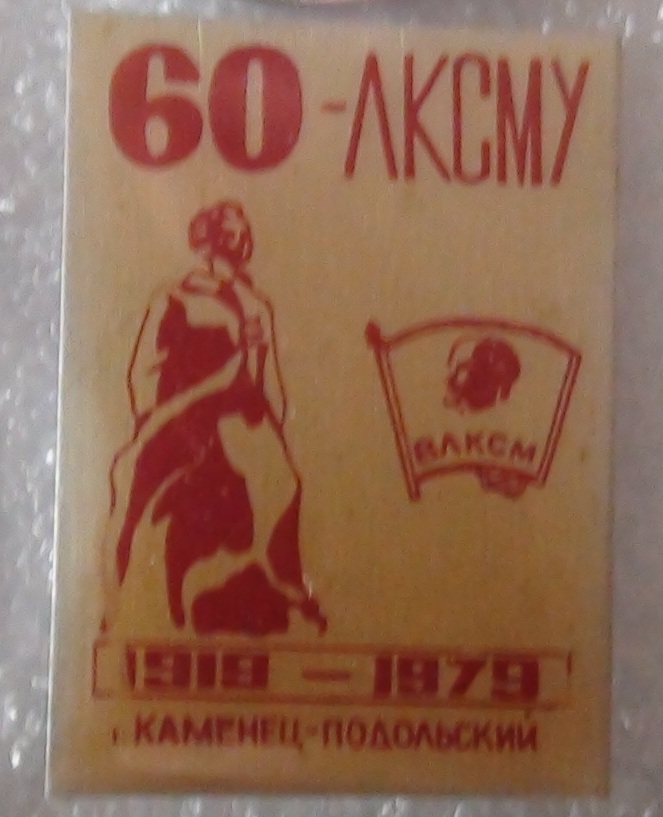 60-ЛКСМУ
ВЛКСМ
1919 — 1979
г. КАМЕНЕЦ-ПОДОЛЬСКИЙ